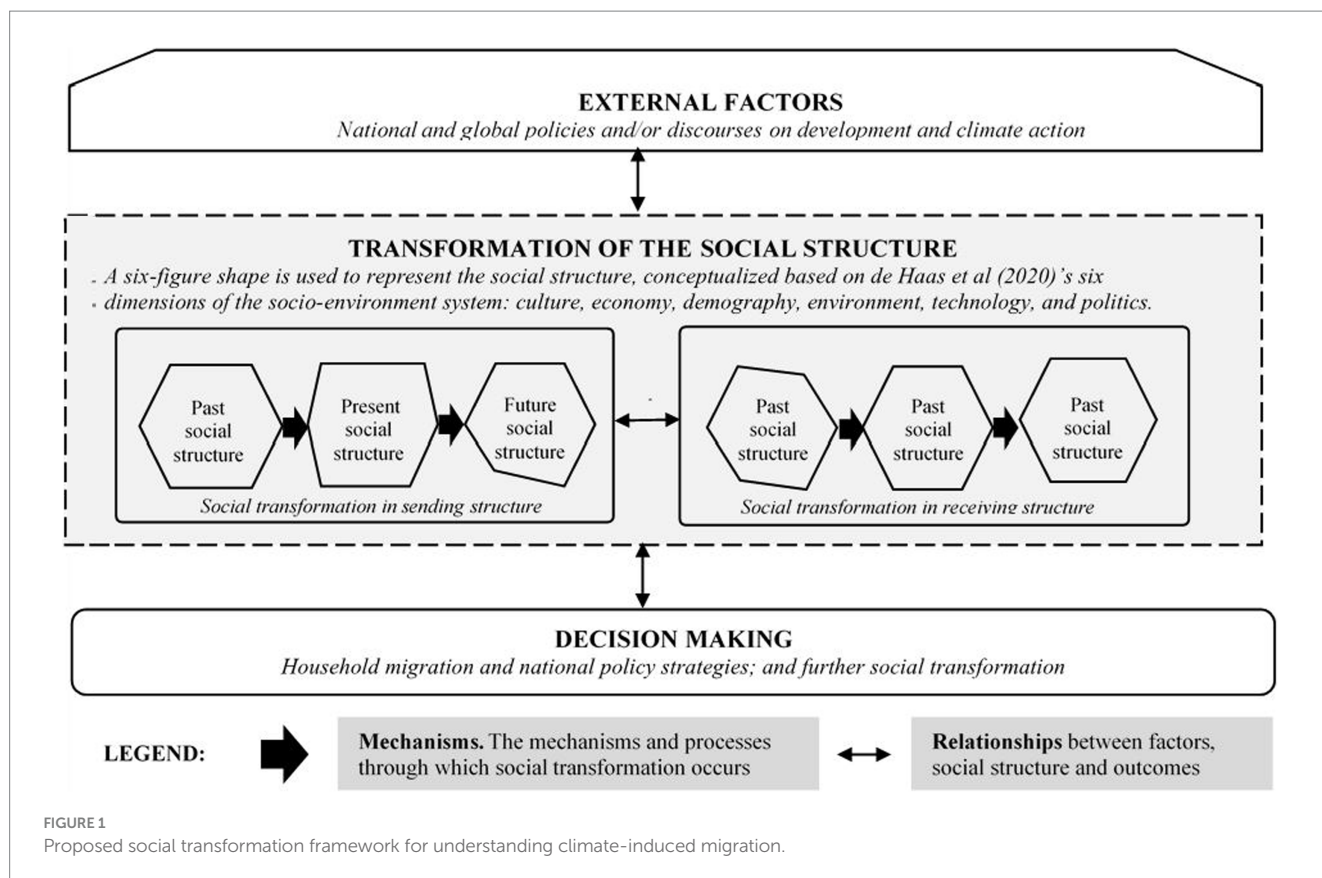 EXTERNAL FACTORS
National and global policies and/or discourses on development and climate action
TRANSFORMATION OF THE SOCIAL STRUCTURE
A six-figure shape is used to represent the social structure, conceptualized based on de Haas et al (2020)'s six
dimensions of the socio-environment system: culture, economy, demography, environment, technology, and politics.
Past
social
structure
Present
social
structure
Future
social
structure
Social transformation in sending structure
Past
social
structure
Past
social
structure
Past
social
structure
Social transformation in receiving structure
DECISION MAKING
Household migration and national policy strategies; and further social transformation
LEGEND:
Mechanisms. The mechanisms and processes
through which social transformation occurs
Relationships between factors,
social structure and outcomes
FIGURE 1
Proposed social transformation framework for understanding climate-induced migration.